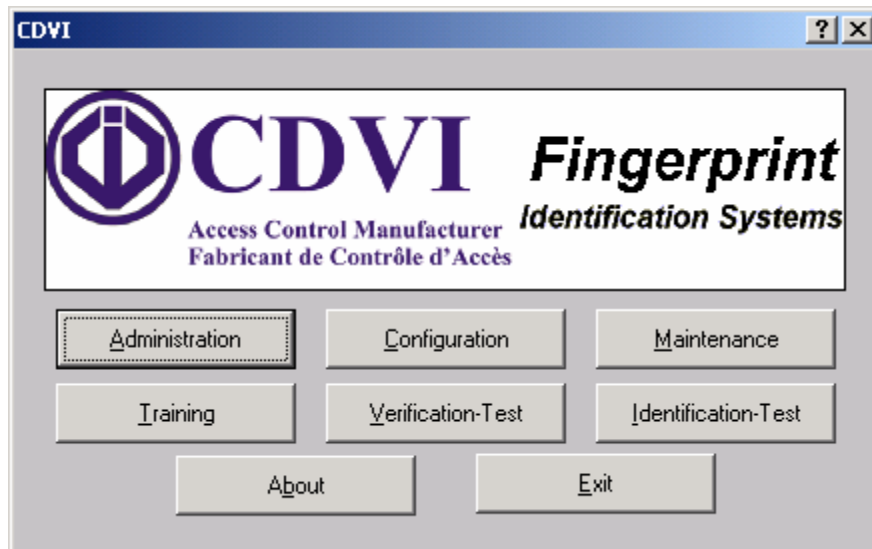 CDVI
CDVI
Fingerprint
Identification Systems
Access Control Manufacturer
Fabricant de Contrôle d'Accès
Administration
Configuration
Maintenance
Training
Verification-Test
Identification-Test
About
Exit